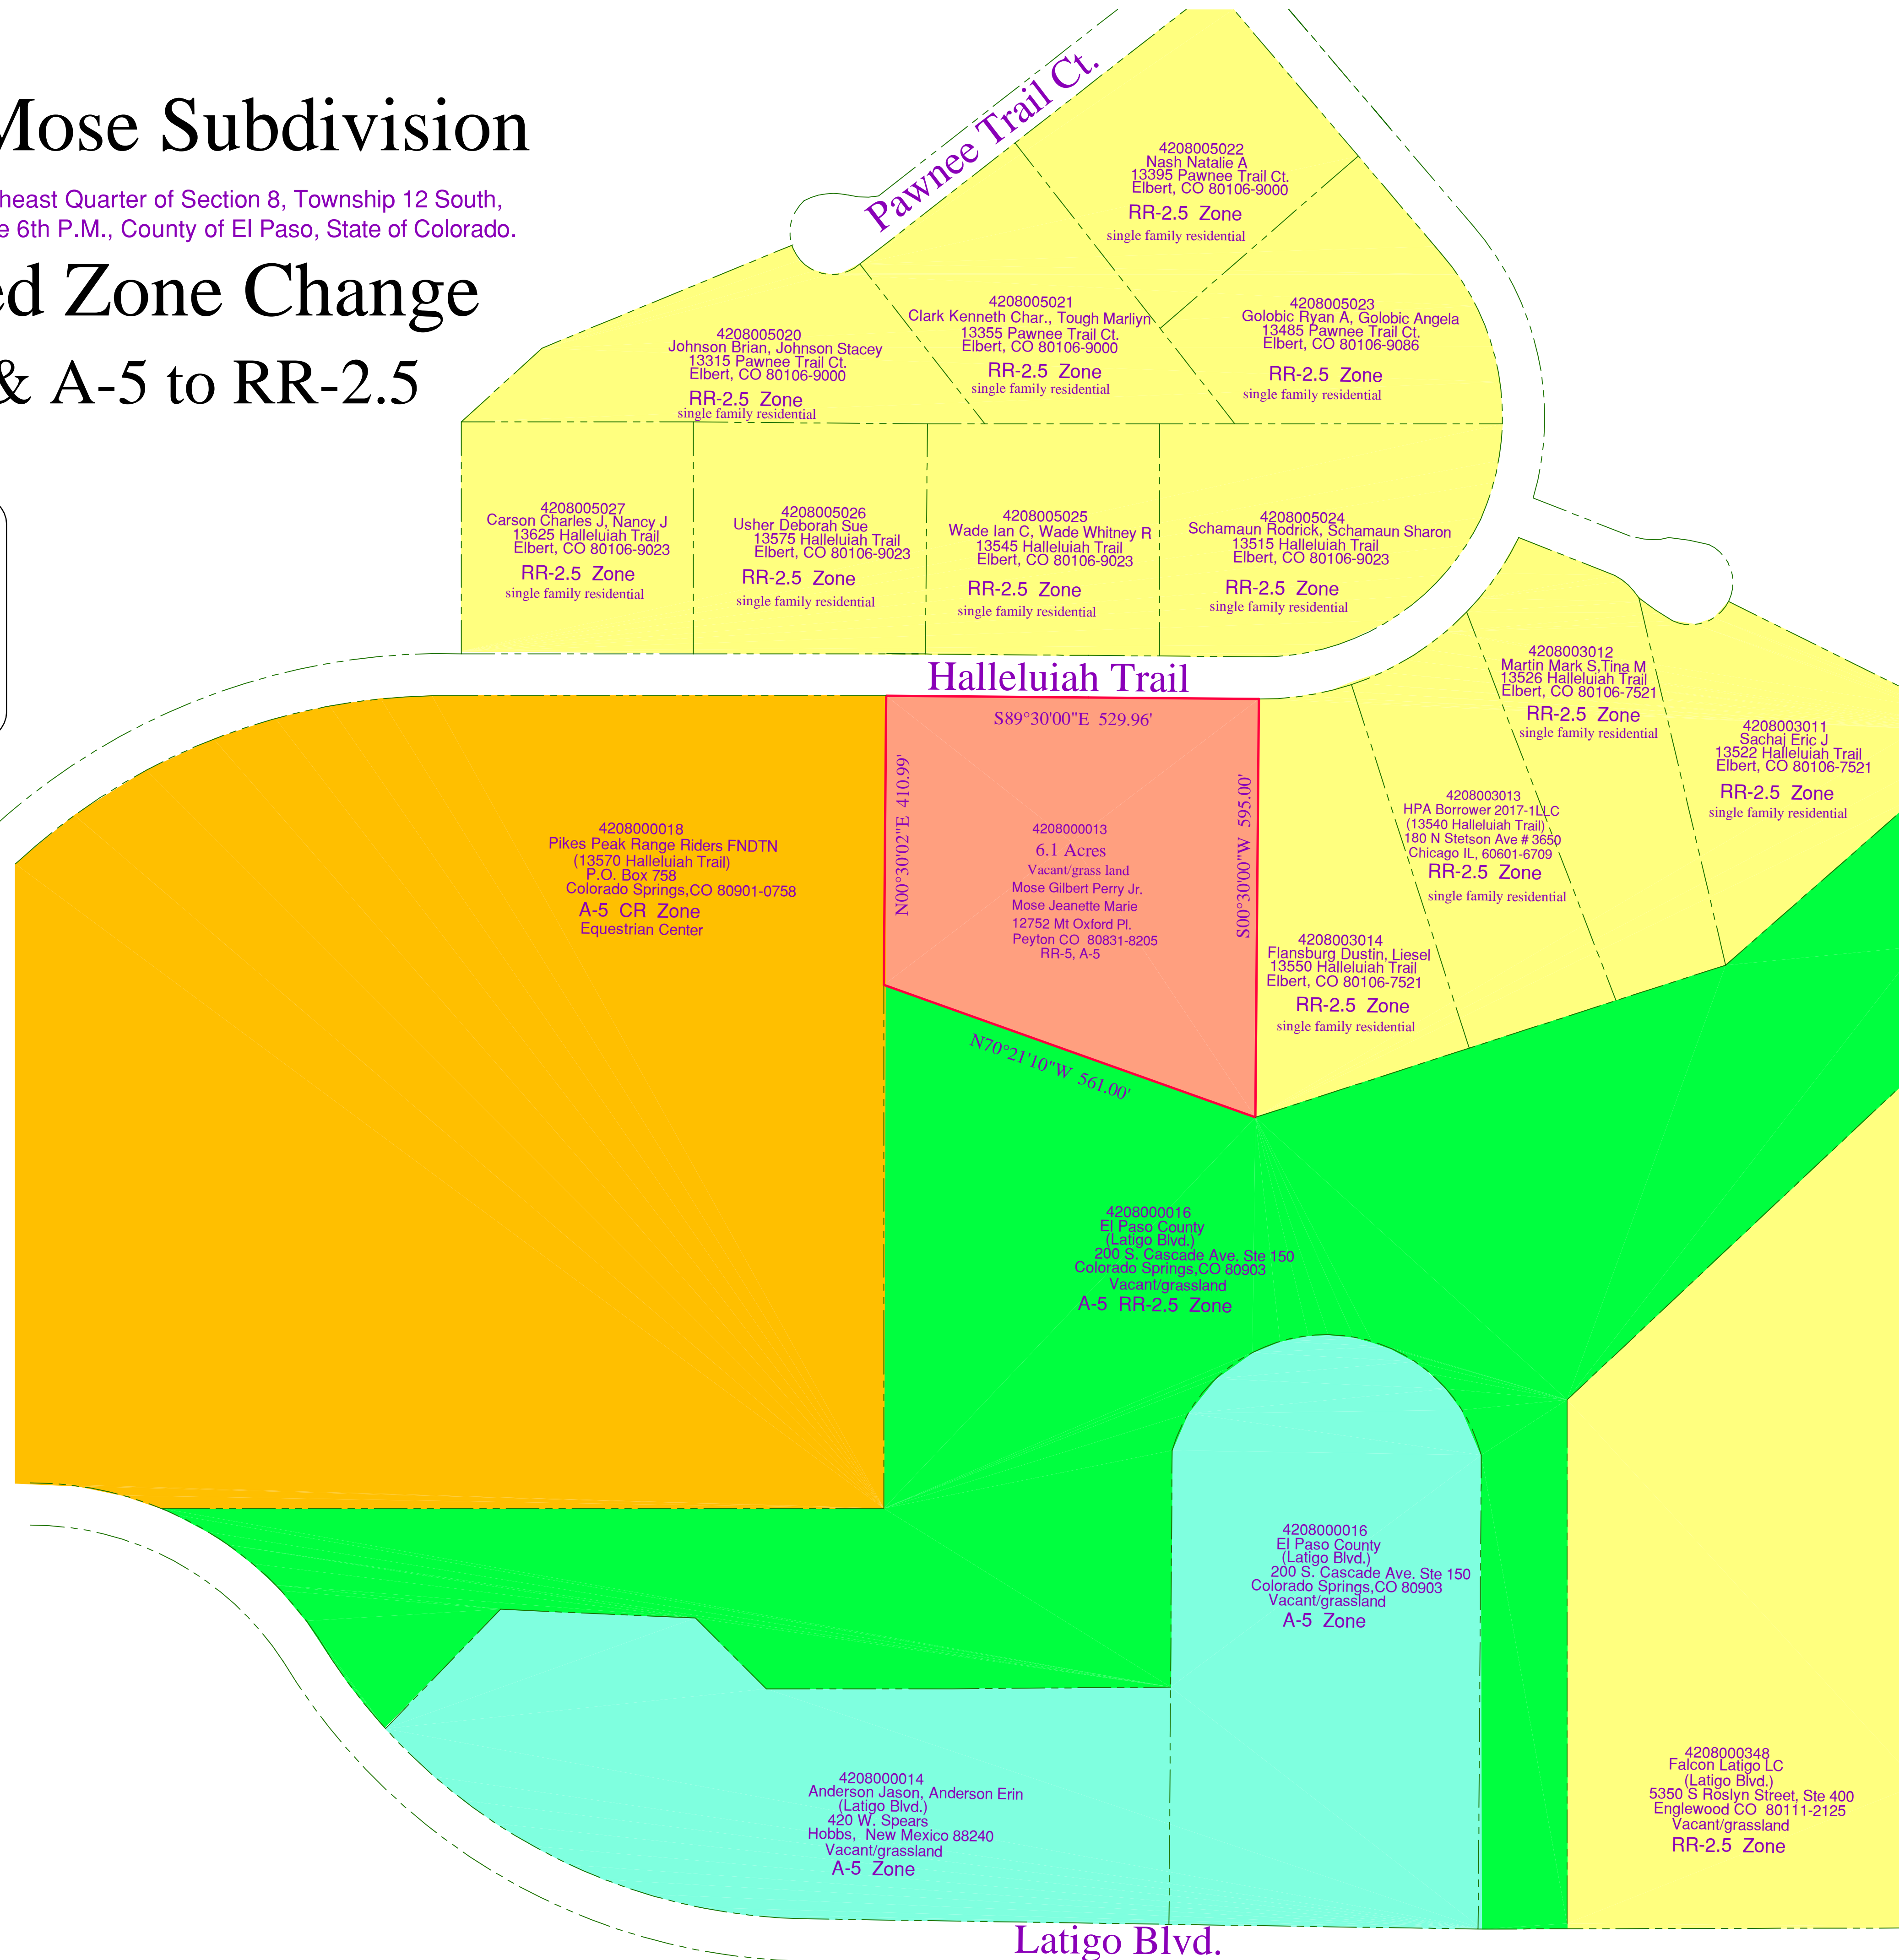 Mose Subdivision
heast Quarter of Section 8, Township 12 South,
e 6th P.M., County of El Paso, State of Colorado.
ed Zone Change
& A-5 to RR-2.5
Pawnee Trail Ct.
4208005022
Nash Natalie A
13395 Pawnee Trail Ct.
Elbert, CO 80106-9000
RR-2.5 Zone
single family residential
4208005020
Johnson Brian, Johnson Stacey
13315 Pawnee Trail Ct.
Elbert, CO 80106-9000
RR-2.5 Zone
single family residential
4208005021
Clark Kenneth Char., Tough Marliyn
13355 Pawnee Trail Ct.
Elbert, CO 80106-9000
RR-2.5 Zone
single family residential
4208005023
Golobic Ryan A, Golobic Angela
13485 Pawnee Trail Ct.
Elbert, CO 80106-9086
RR-2.5 Zone
single family residential
4208005027
Carson Charles J, Nancy J
13625 Halleluiah Trail
Elbert, CO 80106-9023
RR-2.5 Zone
single family residential
4208005026
Usher Deborah Sue
13575 Halleluiah Trail
Elbert, CO 80106-9023
RR-2.5 Zone
single family residential
4208005025
Wade Ian C, Wade Whitney R
13545 Halleluiah Trail
Elbert, CO 80106-9023
RR-2.5 Zone
single family residential
4208005024
Schamaun Rodrick, Schamaun Sharon
13515 Halleluiah Trail
Elbert, CO 80106-9023
RR-2.5 Zone
single family residential
Halleluiah Trail
4208003012
Martin Mark S,Tina M
13526 Halleluiah Trail
Elbert, CO 80106-7521
RR-2.5 Zone
single family residential
4208003011
Sachaj Eric J
13522 Halleluiah Trail
Elbert, CO 80106-7521
RR-2.5 Zone
single family residential
4208003013
HPA Borrower 2017-1LLC
(13540 Halleluiah Trail)
180 N Stetson Ave # 3650
Chicago IL, 60601-6709
RR-2.5 Zone
single family residential
4208003014
Flansburg Dustin, Liesel
13550 Halleluiah Trail
Elbert, CO 80106-7521
RR-2.5 Zone
single family residential
S89°30'00"E 529.96'
N00°30'02"E 410.99'
S00°30'00"W 595.00'
4208000013
6.1 Acres
Vacant/grass land
Mose Gilbert Perry Jr.
Mose Jeanette Marie
12752 Mt Oxford Pl.
Peyton CO 80831-8205
RR-5, A-5
N70°21'10"W 561.00'
4208000018
Pikes Peak Range Riders FNDTN
(13570 Halleluiah Trail)
P.O. Box 758
Colorado Springs,CO 80901-0758
A-5 CR Zone
Equestrian Center
4208000016
El Paso County
(Latigo Blvd.)
200 S. Cascade Ave. Ste 150
Colorado Springs,CO 80903
Vacant/grassland
A-5 RR-2.5 Zone
4208000016
El Paso County
(Latigo Blvd.)
200 S. Cascade Ave. Ste 150
Colorado Springs,CO 80903
Vacant/grassland
A-5 Zone
4208000014
Anderson Jason, Anderson Erin
(Latigo Blvd.)
420 W. Spears
Hobbs, New Mexico 88240
Vacant/grassland
A-5 Zone
4208000348
Falcon Latigo LC
(Latigo Blvd.)
5350 S Roslyn Street, Ste 400
Englewood CO 80111-2125
Vacant/grassland
RR-2.5 Zone
Latigo Blvd.